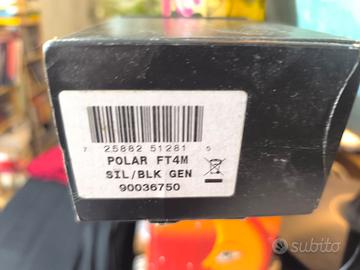 7 25882 51281 5
POLAR FT4M
SIL/BLK GEN
90036750
subito